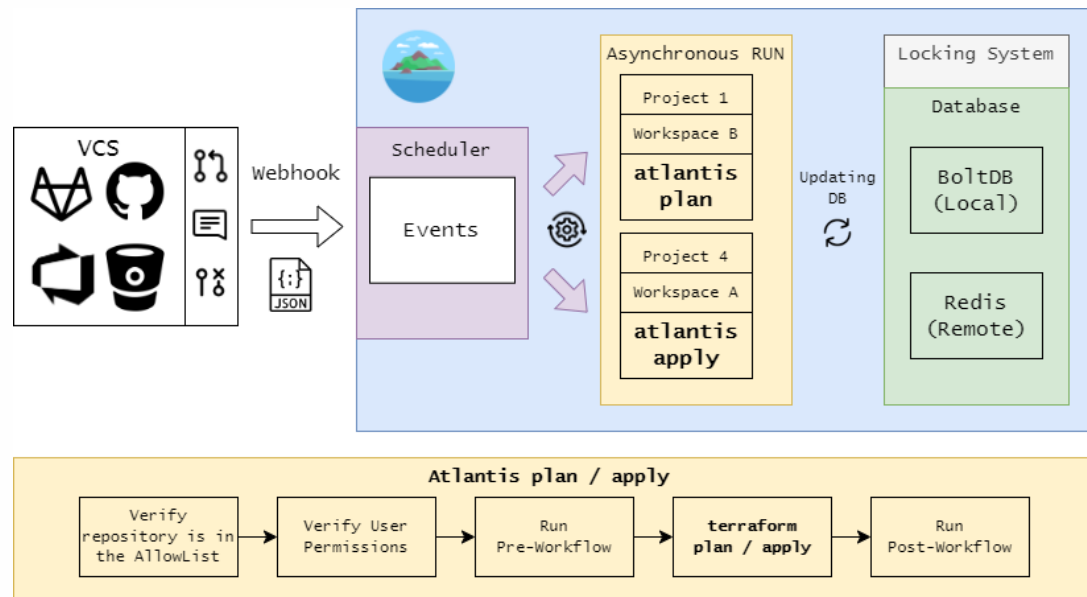 VCS
Webhook
{;}
JSON
Scheduler
Events
Asynchronous RUN
Project 1
Workspace B
atlantis
plan
Project 4
Workspace A
atlantis
apply
Updating
DB
Locking System
Database
BoltDB
(Local)
Redis
(Remote)
Atlantis plan / apply
Verify
repository is in
the AllowList
Verify User
Permissions
Run
Pre-Workflow
terraform
plan / apply
Run
Post-Workflow